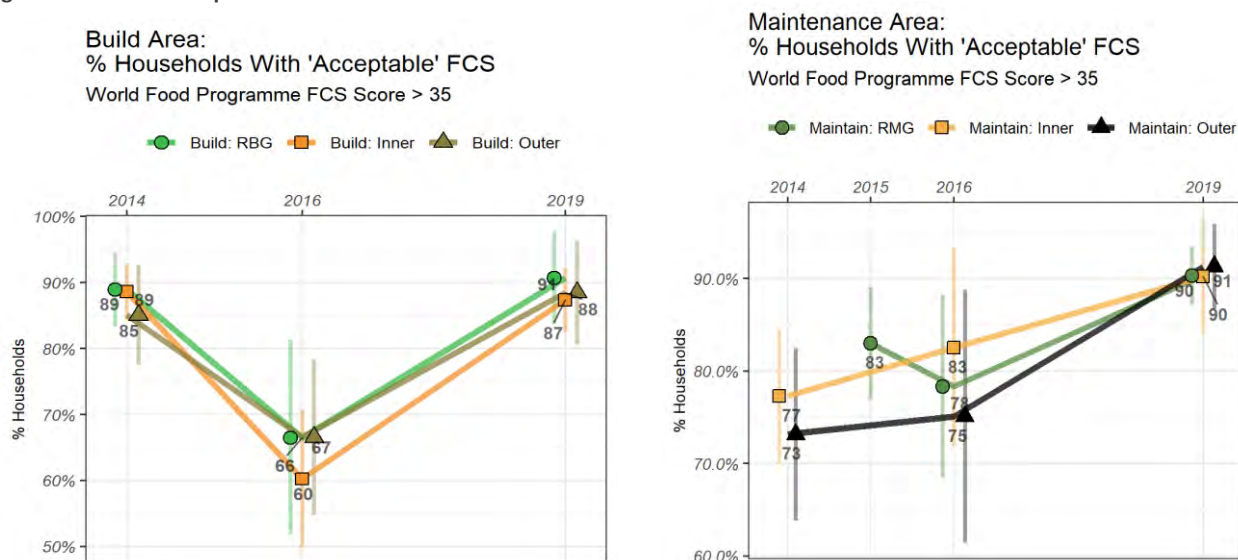 Build Area:
% Households With 'Acceptable' FCS
World Food Programme FCS Score > 35
Build: RBG Build: Inner Build: Outer
2014 2016 2019
100%
90%
80%
70%
60%
50%
% Households
89
89
85
66
67
60
91
87
88
Maintenance Area:
% Households With 'Acceptable' FCS
World Food Programme FCS Score > 35
Maintain: RMG Maintain: Inner Maintain: Outer
2014 2015 2016 2019
90.0%
80.0%
70.0%
60.0%
% Households
77
73
83
83
78
75
90
91
90